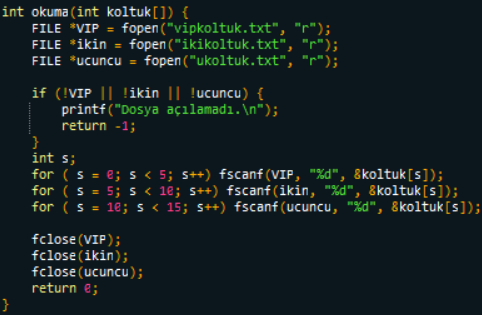 int okuma(int koltuk[]) {
    FILE *VIP = fopen("vipkoltuk.txt", "r");
    FILE *ikin = fopen("ikikoltuk.txt", "r");
    FILE *ucuncu = fopen("ukoltuk.txt", "r");

    if (!VIP || !ikin || !ucuncu) {
        printf("Dosya açılamadı.\n");
        return -1;
    }
    int s;
    for ( s = 0; s < 5; s++) fscanf(VIP, "%d", &koltuk[s]);
    for ( s = 5; s < 10; s++) fscanf(ikin, "%d", &koltuk[s]);
    for ( s = 10; s < 15; s++) fscanf(ucuncu, "%d", &koltuk[s]);

    fclose(VIP);
    fclose(ikin);
    fclose(ucuncu);
    return 0;
}